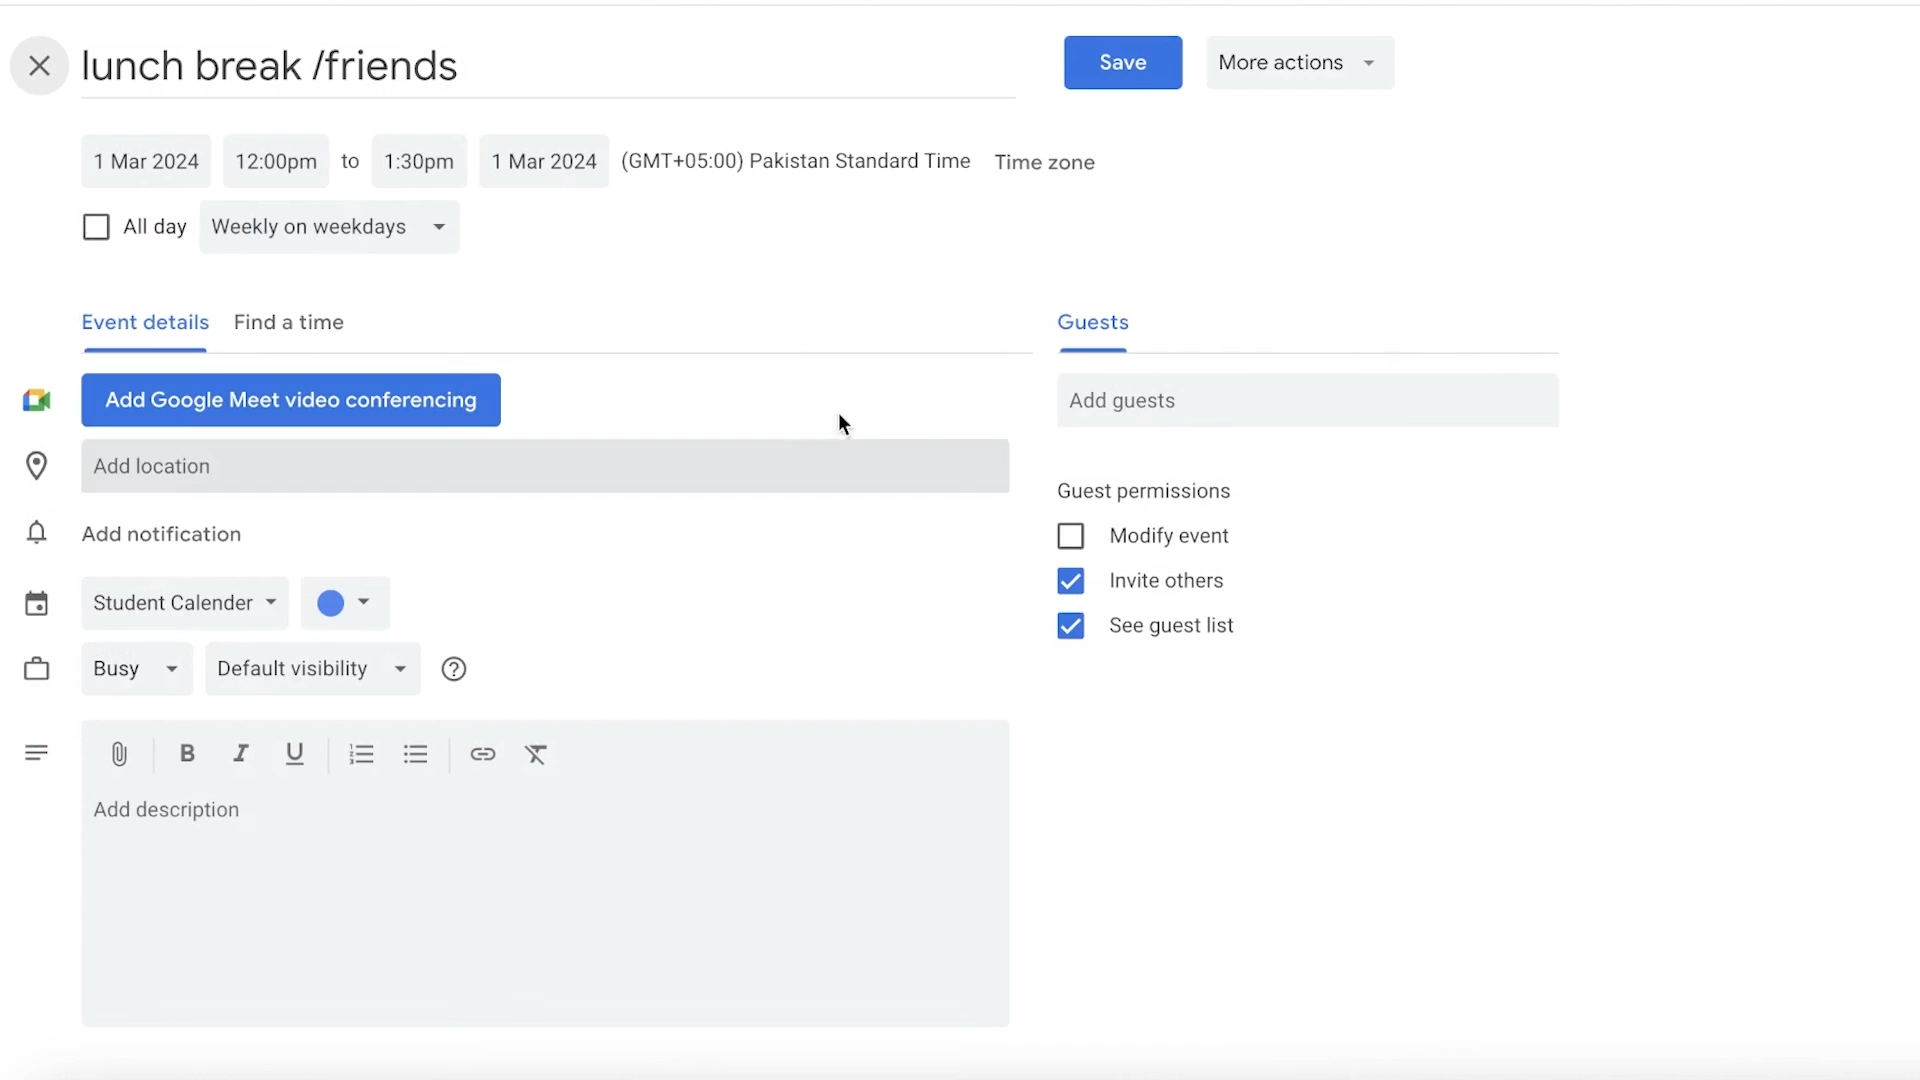 lunch break /friends
Save
More actions
1 Mar 2024 12:00pm to 1:30pm 1 Mar 2024 (GMT+05:00) Pakistan Standard Time Time zone
All day Weekly on weekdays
Event details Find a time
Guests
Add Google Meet video conferencing
Add guests
Add location
Guest permissions
Add notification
Modify event
Invite others
Student Calender
See guest list
Busy Default visibility
B I U
Add description